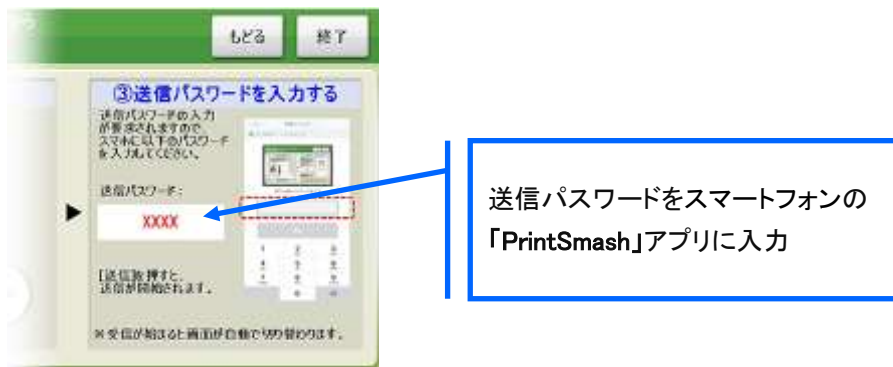 もどる
終了
③送信パスワードを入力する
送信パスワードの入力
が要求されますので、
スマホに以下のパスワード
を入力してください。
送信パスワード:
XXXX
[送信]を押すと、
送信が開始されます。
※受信が始まると画面が自動で切り替わります。
送信パスワードをスマートフォンの
「PrintSmash」アプリに入力